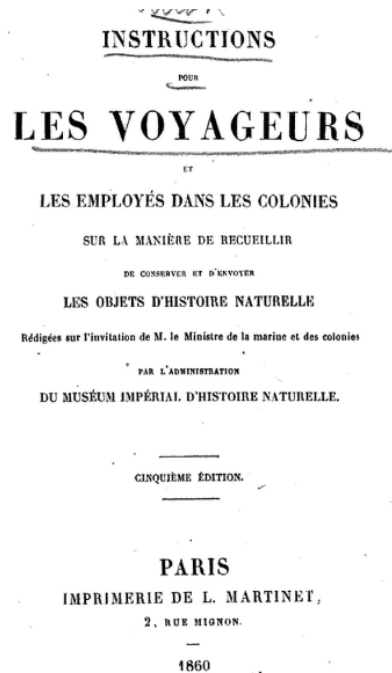 INSTRUCTIONS
POUR
LES VOYAGEURS
ET
LES EMPLOYÉS DANS LES COLONIES
SUR LA MANIÈRE DE RECUEILLIR
DE CONSERVER ET D'ENVOYER
LES OBJETS D'HISTOIRE NATURELLE
Rédigées sur l'invitation de M. le Ministre de la marine et des colonies
PAR L'ADMINISTRATION
DU MUSÉUM IMPÉRIAL D'HISTOIRE NATURELLE.
CINQUIÈME ÉDITION.
PARIS
IMPRIMERIE DE L. MARTINET,
2, RUE MIGNON.
1860